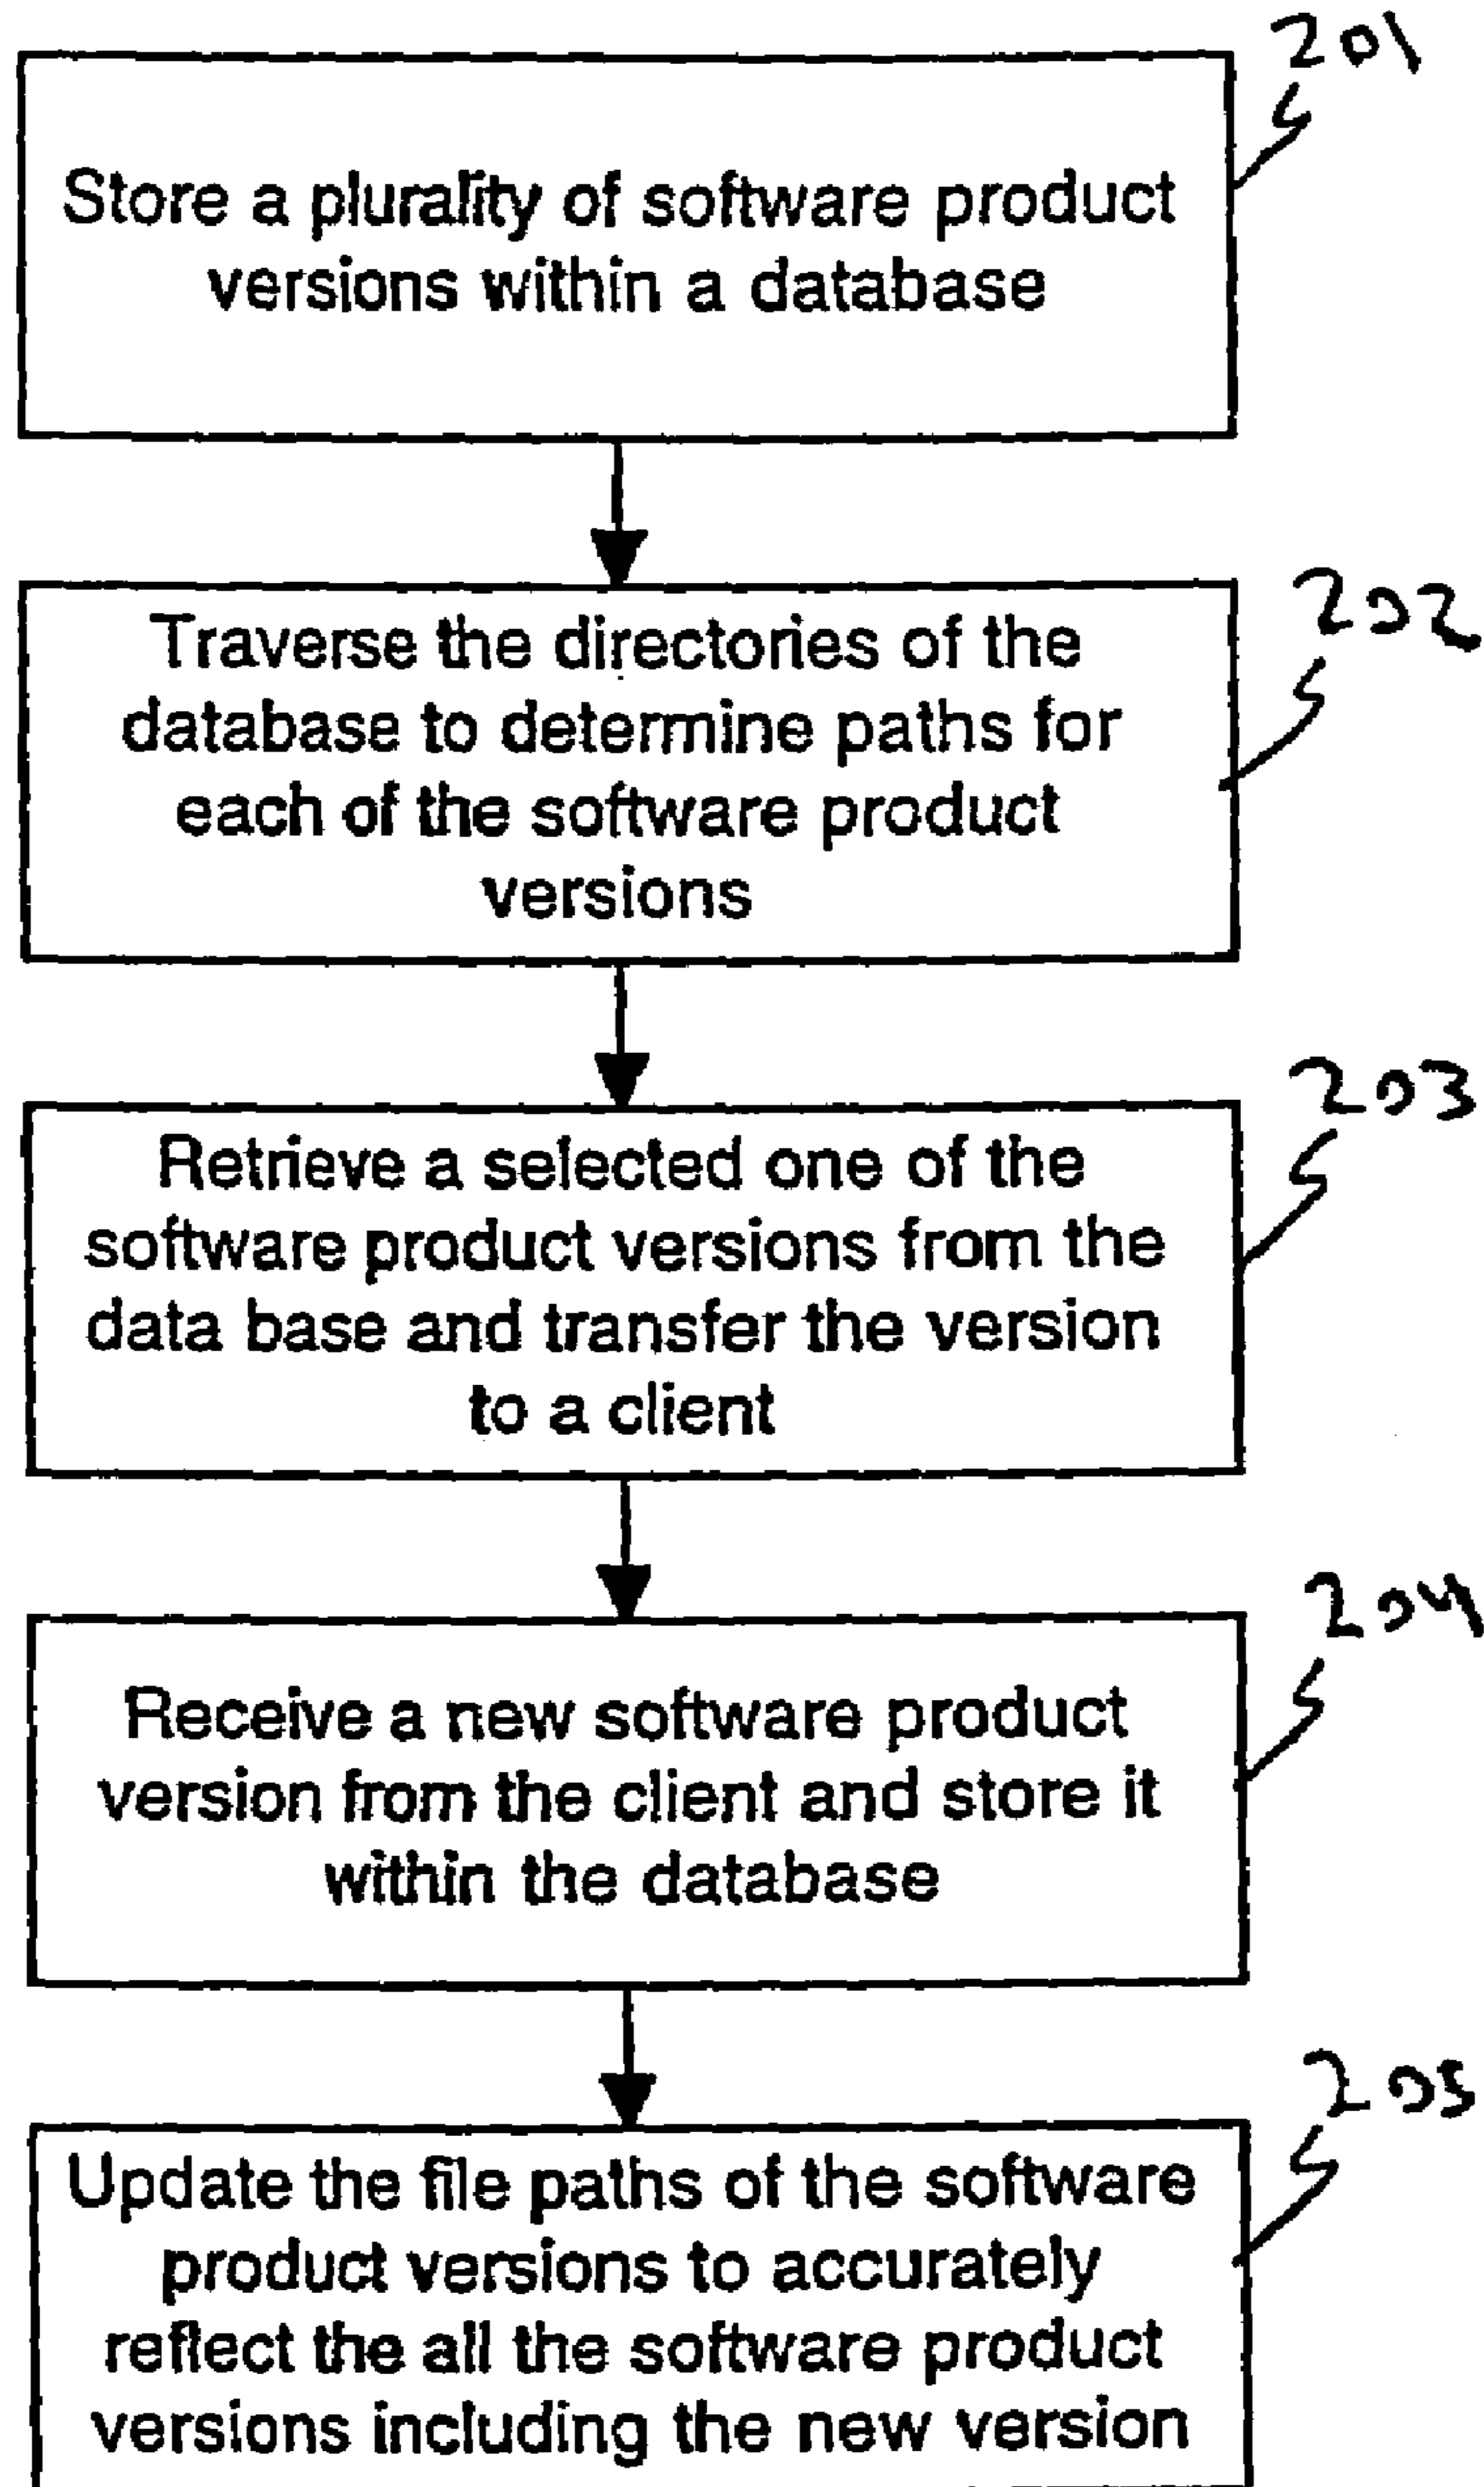 201
Store a plurality of software product
versions within a database
202
Traverse the directories of the
database to determine paths for
each of the software product
versions
203
Retrieve a selected one of the
software product versions from the
data base and transfer the version
to a client
204
Receive a new software product
version from the client and store it
within the database
205
Update the file paths of the software
product versions to accurately
reflect the all the software product
versions including the new version